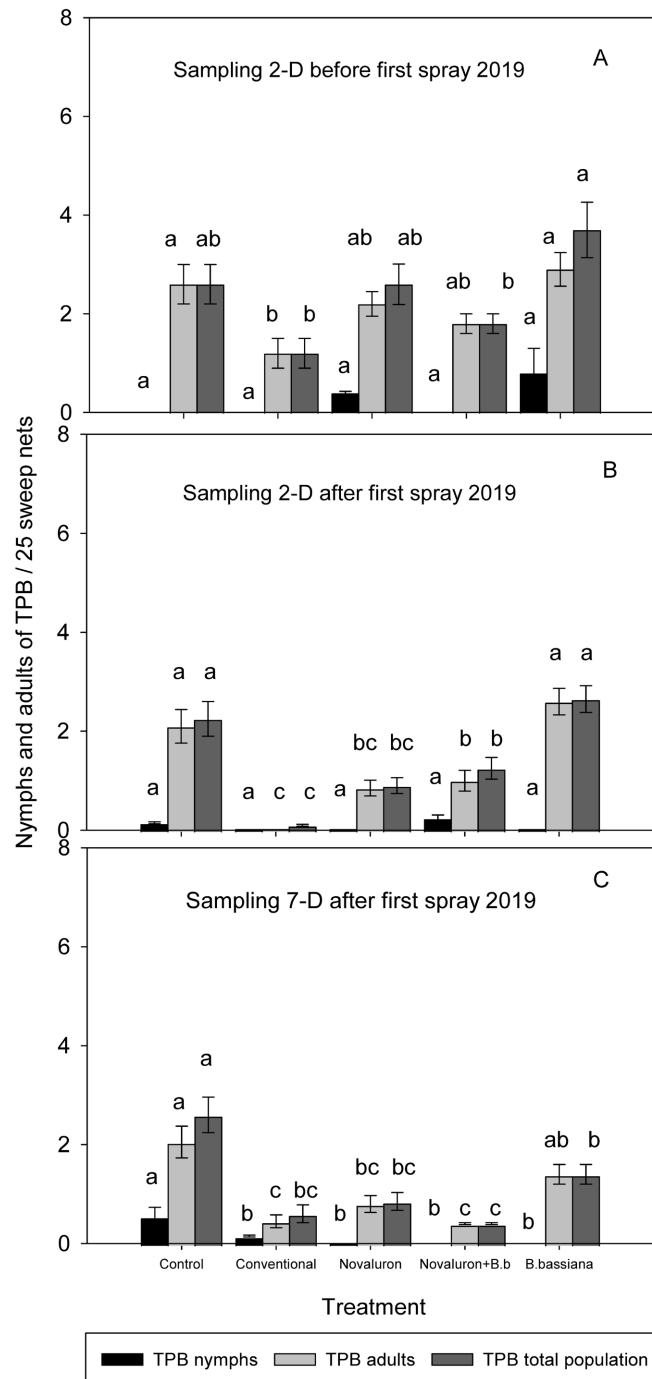 Nymphs and adults of TPB / 25 sweep nets
8
6
4
2
0
Sampling 2-D before first spray 2019
A
a
a ab
a
b b
ab ab
a
ab b
a
a
a
a
8
6
4
2
0
Sampling 2-D after first spray 2019
B
a
a a
a c c
a
bc bc
a
b b
a
a a
8
6
4
2
0
Sampling 7-D after first spray 2019
C
a
a
a
b
c
bc
b
bc bc
b
c c
b
ab b
Control Conventional Novaluron Novaluron+B.b B.bassiana
Treatment
TPB nymphs TPB adults TPB total population